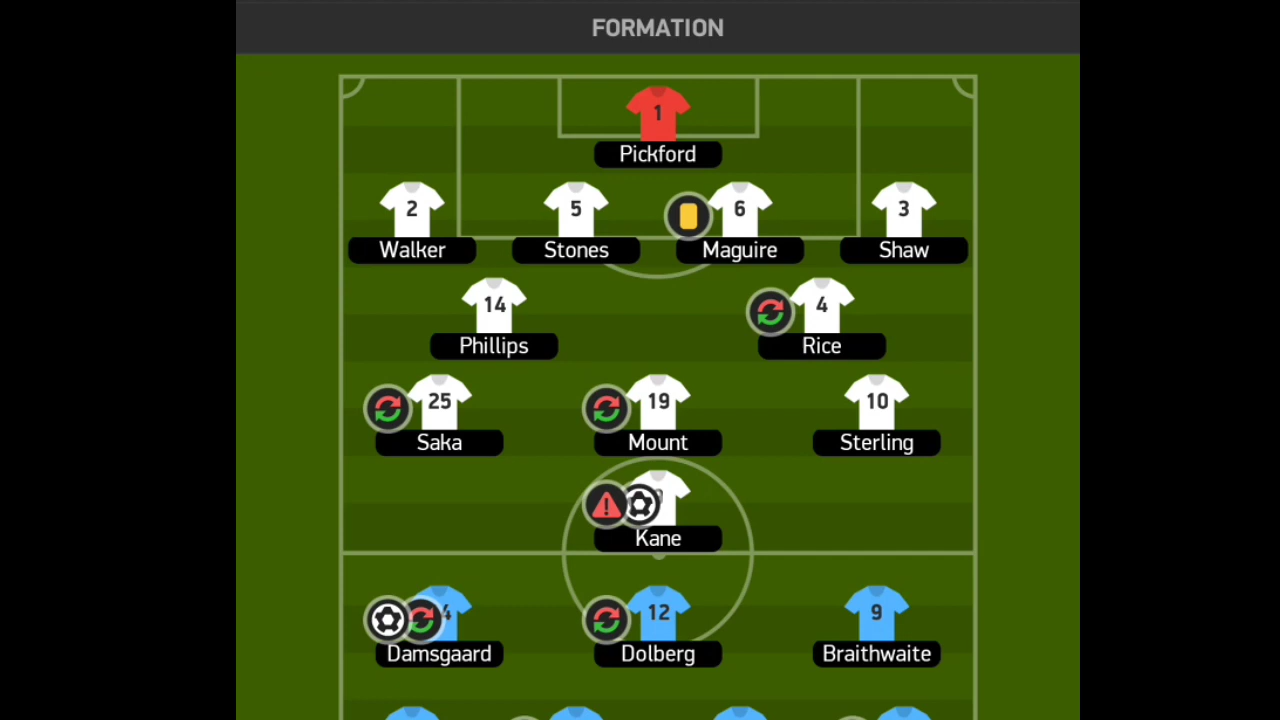 FORMATION
1
Pickford
2 5 6 3
Walker Stones Maguire Shaw
14 4
Phillips Rice
25 19 10
Saka Mount Sterling
Kane
4 12 9
Damsgaard Dolberg Braithwaite